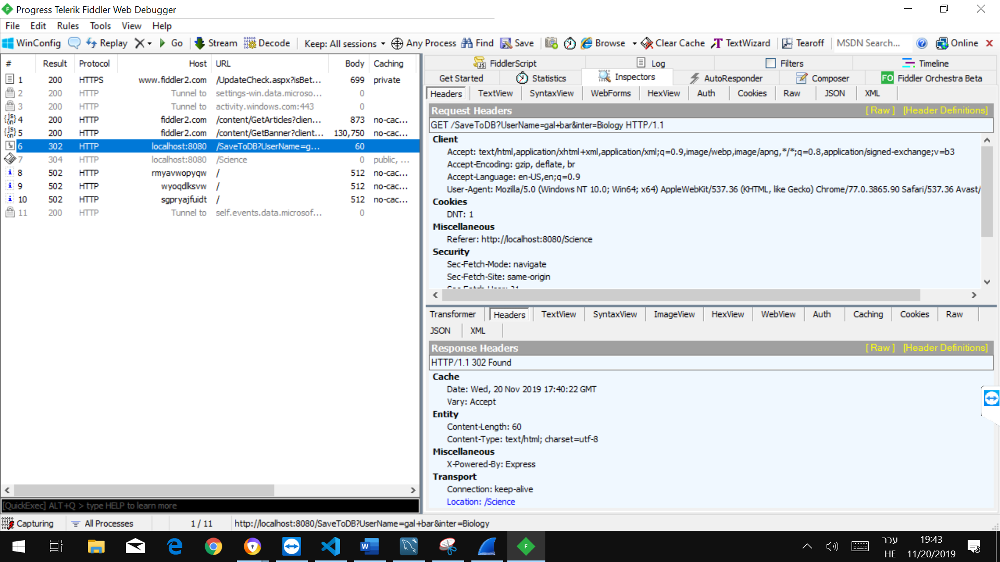 Progress Telerik Fiddler Web Debugger
File Edit Rules Tools View Help
WinConfig Replay Go Stream Decode Keep: All sessions Any Process Find Save Browse Clear Cache TextWizard Tearoff MSDN Search... Online
# Result Protocol Host URL Body Caching
1 200 HTTPS www.fiddler2.com /UpdateCheck.aspx?isBet... 699 private
2 200 HTTP Tunnel to settings-win.data.microso... 0
3 200 HTTP Tunnel to activity.windows.com:443 0
4 200 HTTP fiddler2.com /content/GetArticles?clien... 873 no-cac...
5 200 HTTP fiddler2.com /content/GetBanner?client... 130,750 no-cac...
6 302 HTTP localhost:8080 /SaveToDB?UserName=g... 60
7 304 HTTP localhost:8080 /Science 0 public, ...
8 502 HTTP rmyavwopyqw / 512 no-cac...
9 502 HTTP wyoqdlksvw / 512 no-cac...
10 502 HTTP sgpryajfuidt / 512 no-cac...
11 200 HTTP Tunnel to self.events.data.microsof... 0
[QuickExec] ALT+Q > type HELP to learn more
FiddlerScript Log Filters Timeline
Get Started Statistics Inspectors AutoResponder Composer FO Fiddler Orchestra Beta
Headers TextView SyntaxView WebForms HexView Auth Cookies Raw JSON XML
Request Headers [ Raw ] [Header Definitions]
GET /SaveToDB?UserName=gal+bar&inter=Biology HTTP/1.1
Client
Accept: text/html,application/xhtml+xml,application/xml;q=0.9,image/webp,image/apng,*/*;q=0.8,application/signed-exchange;v=b3
Accept-Encoding: gzip, deflate, br
Accept-Language: en-US,en;q=0.9
User-Agent: Mozilla/5.0 (Windows NT 10.0; Win64; x64) AppleWebKit/537.36 (KHTML, like Gecko) Chrome/77.0.3865.90 Safari/537.36 Avast/
Cookies
DNT: 1
Miscellaneous
Referer: http://localhost:8080/Science
Security
Sec-Fetch-Mode: navigate
Sec-Fetch-Site: same-origin
Transformer Headers TextView SyntaxView ImageView HexView WebView Auth Caching Cookies Raw
JSON XML
Response Headers [ Raw ] [Header Definitions]
HTTP/1.1 302 Found
Cache
Date: Wed, 20 Nov 2019 17:40:22 GMT
Vary: Accept
Entity
Content-Length: 60
Content-Type: text/html; charset=utf-8
Miscellaneous
X-Powered-By: Express
Transport
Connection: keep-alive
Location: /Science
Capturing All Processes 1 / 11 http://localhost:8080/SaveToDB?UserName=gal+bar&inter=Biology
עבר 19:43
HE 11/20/2019